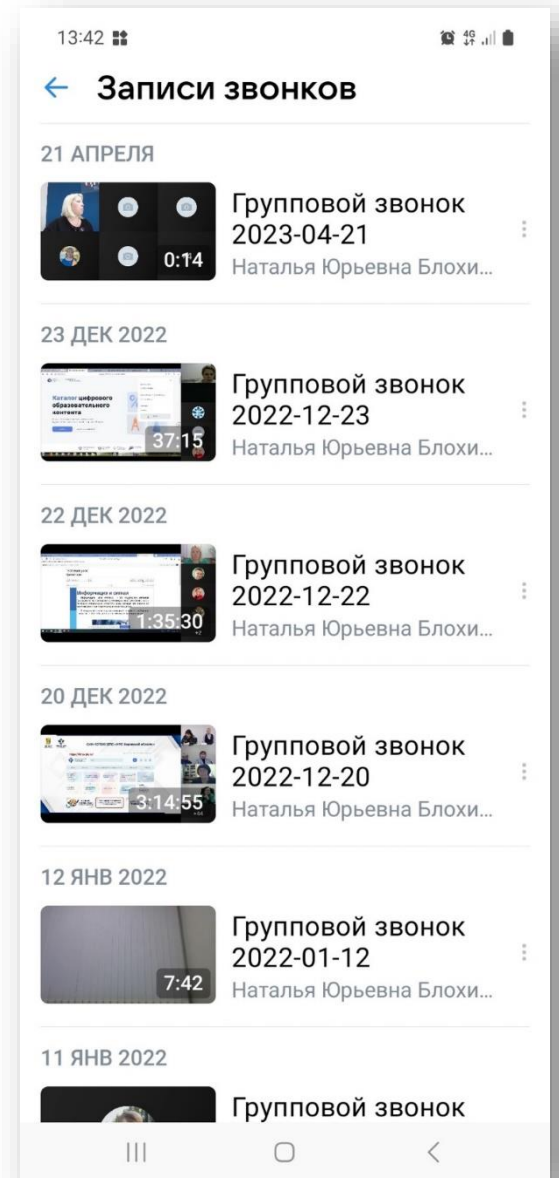 13:42
4G
Записи звонков
21 АПРЕЛЯ
0:14
Групповой звонок
2023-04-21
Наталья Юрьевна Блохи...
23 ДЕК 2022
Каталог цифрового
образовательного
контента
37:15
Групповой звонок
2022-12-23
Наталья Юрьевна Блохи...
22 ДЕК 2022
Информация и связи
1:35:30
+2
Групповой звонок
2022-12-22
Наталья Юрьевна Блохи...
20 ДЕК 2022
3:14:55
Групповой звонок
2022-12-20
Наталья Юрьевна Блохи...
12 ЯНВ 2022
7:42
Групповой звонок
2022-01-12
Наталья Юрьевна Блохи...
11 ЯНВ 2022
Групповой звонок